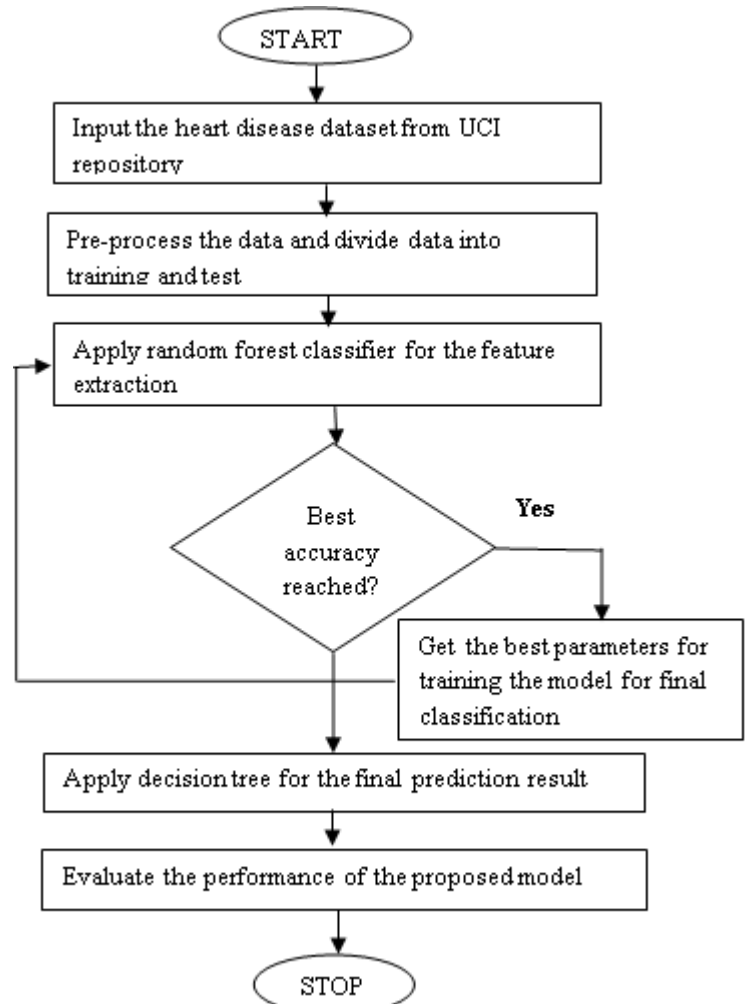 START
Input the heart disease dataset from UCI
repository
Pre-process the data and divide data into
training and test
Apply random forest classifier for the feature
extraction
Best
accuracy
reached?
Yes
Get the best parameters for
training the model for final
classification
Apply decision tree for the final prediction result
Evaluate the performance of the proposed model
STOP